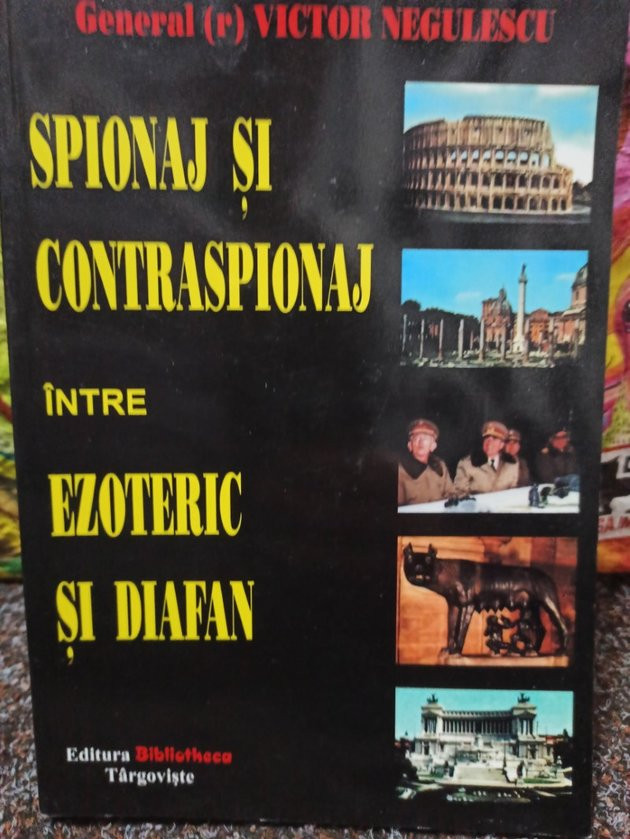 General (r) VICTOR NEGULESCU
SPIONAJ ȘI
CONTRASPIONAJ
ÎNTRE
EZOTERIC
ȘI DIAFAN
Editura Bibliotheca
Târgoviște